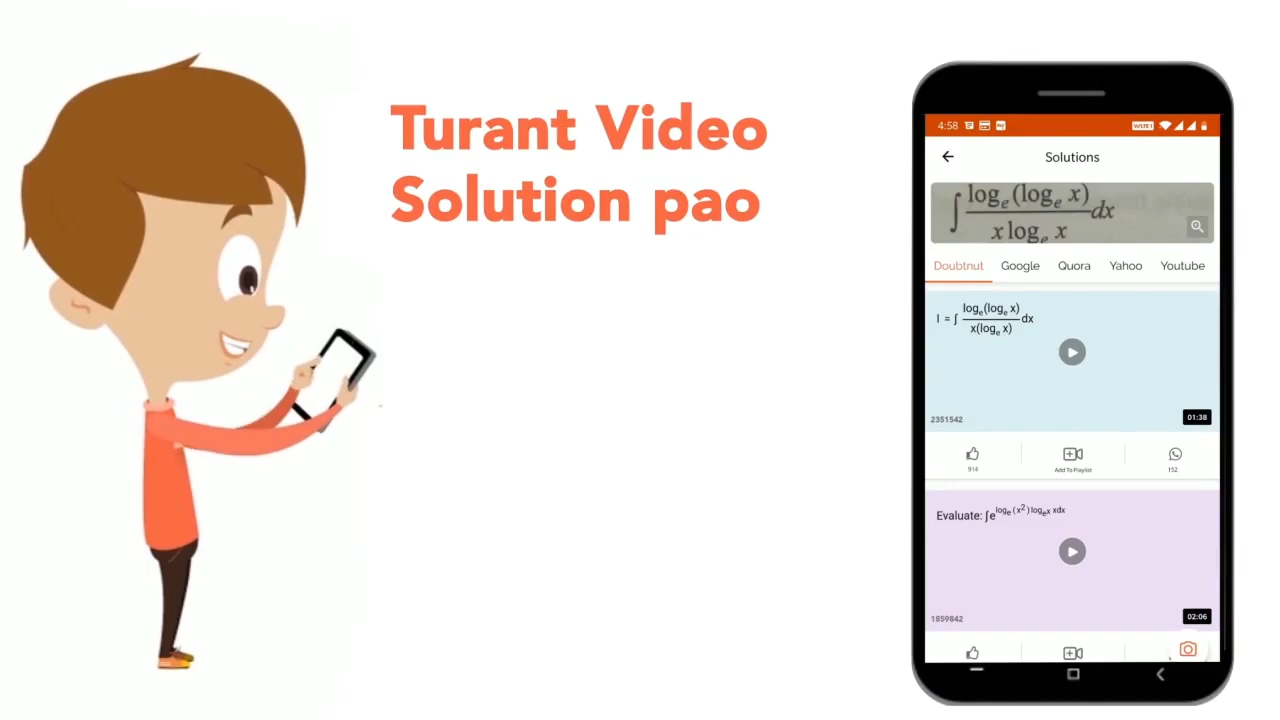 Turant Video
Solution pao
4:58
Solutions
∫ logₑ(logₑ x) / x logₑ x dx
Doubtnut Google Quora Yahoo Youtube
I = ∫ logₑ(logₑ x) / x(logₑ x) dx
2351542 01:38
914 Add To Playlist 152
Evaluate: ∫e^logₑ(x²)logₑx xdx
1859842 02:06